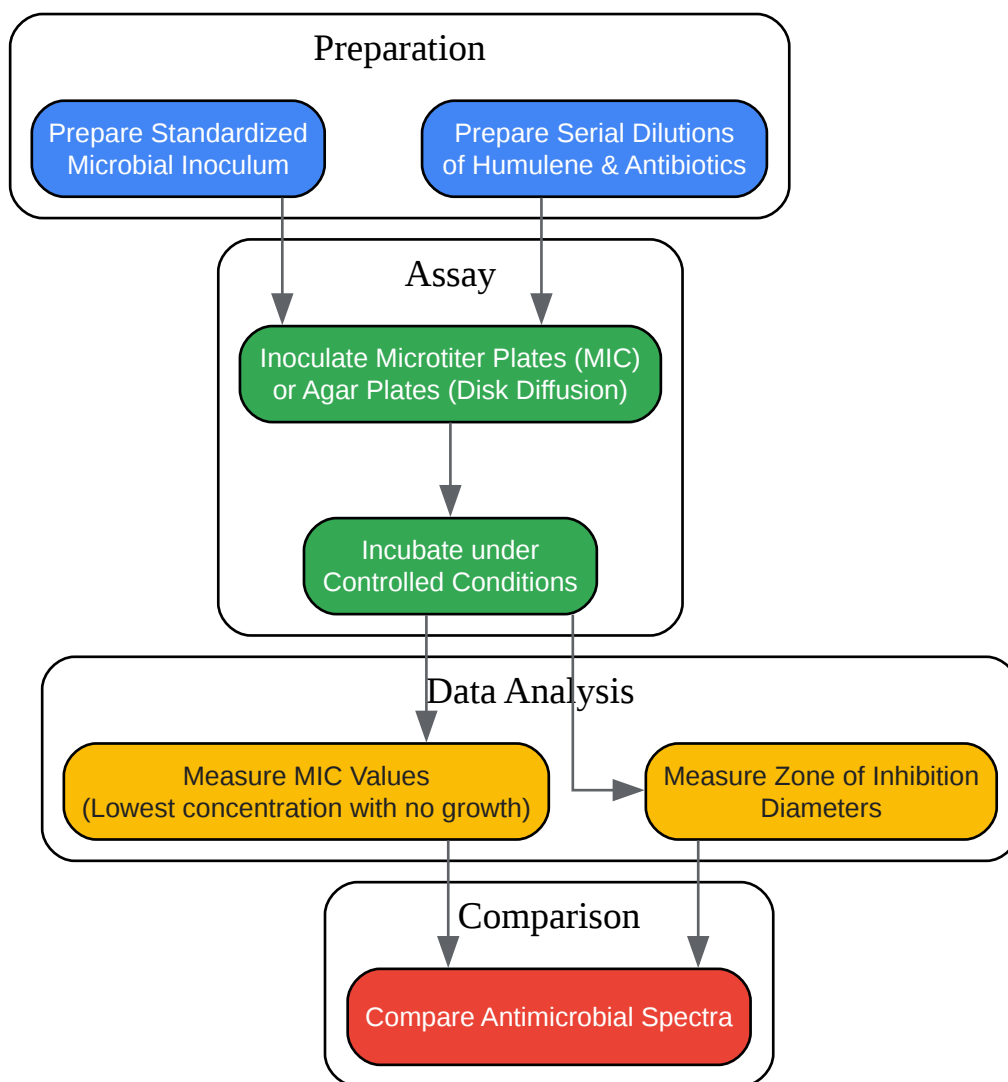 Preparation
Prepare Standardized
Microbial Inoculum
Prepare Serial Dilutions
of Humulene & Antibiotics
Assay
Inoculate Microtiter Plates (MIC)
or Agar Plates (Disk Diffusion)
Incubate under
Controlled Conditions
Data Analysis
Measure MIC Values
(Lowest concentration with no growth)
Measure Zone of Inhibition
Diameters
Comparison
Compare Antimicrobial Spectra